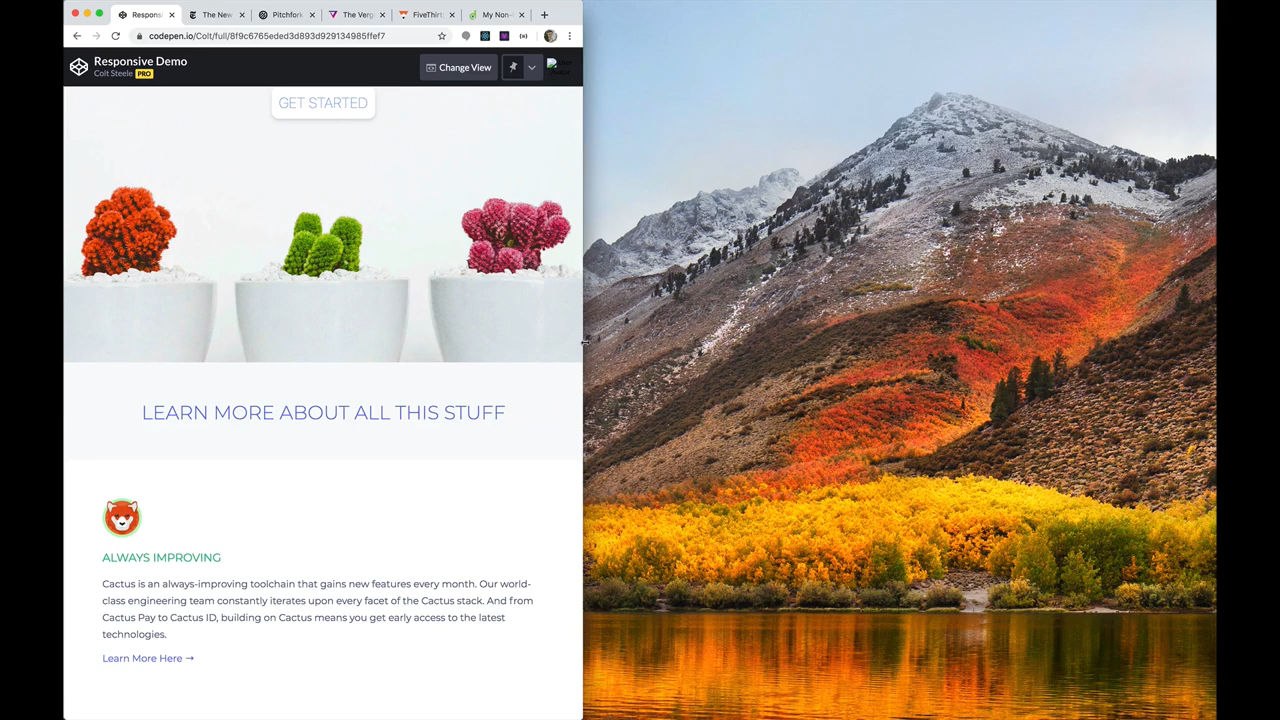 Respons
The New
Pitchfork
The Verg
FiveThirt
My Non-
codepen.io/Colt/full/8f9c6765eded3d893d929134985ffef7
Responsive Demo
Colt Steele PRO
Change View
GET STARTED
LEARN MORE ABOUT ALL THIS STUFF
ALWAYS IMPROVING
Cactus is an always-improving toolchain that gains new features every month. Our world-
class engineering team constantly iterates upon every facet of the Cactus stack. And from
Cactus Pay to Cactus ID, building on Cactus means you get early access to the latest
technologies.
Learn More Here →